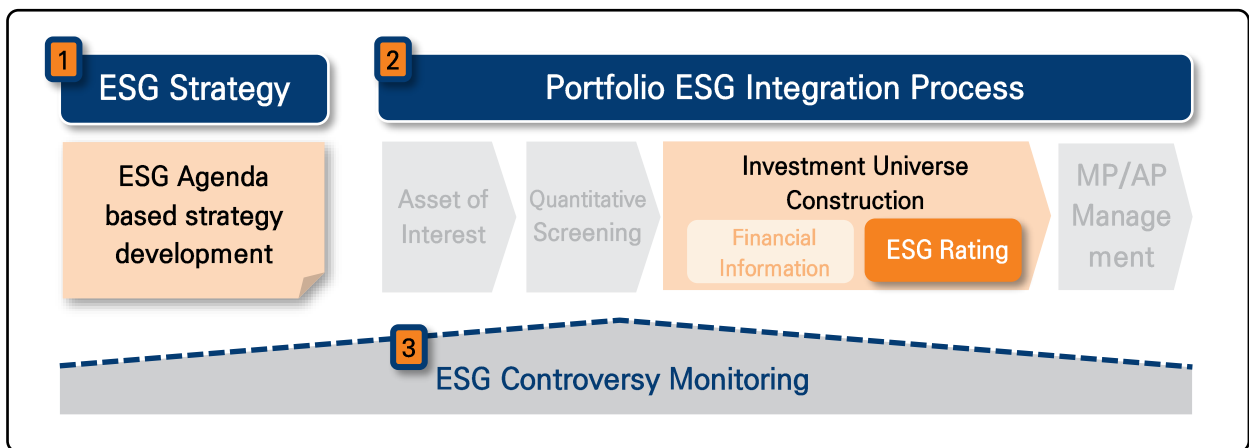 1
ESG Strategy
ESG Agenda
based strategy
development
2
Portfolio ESG Integration Process
Asset of
Interest
Quantitative
Screening
Investment Universe
Construction
Financial
Information
ESG Rating
MP/AP
Manage
ment
3
ESG Controversy Monitoring